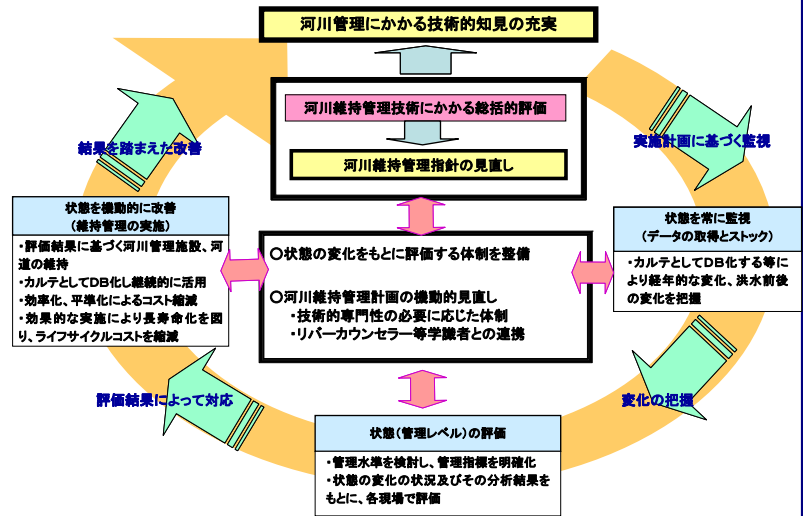 河川管理にかかる技術的知見の充実
河川維持管理技術にかかる総括的評価
河川維持管理指針の見直し
結果を踏まえた改善
実施計画に基づく監視
状態を機動的に改善
(維持管理の実施)
・評価結果に基づく河川管理施設、河
道の維持
・カルテとしてDB化し継続的に活用
・効率化、平準化によるコスト縮減
・効果的な実施により長寿命化を図
り、ライフサイクルコストを縮減
○状態の変化をもとに評価する体制を整備
○河川維持管理計画の機動的見直し
・技術的専門性の必要に応じた体制
・リバーカウンセラー等学識者との連携
状態を常に監視
(データの取得とストック)
・カルテとしてDB化する等に
より経年的な変化、洪水前後
の変化を把握
評価結果によって対応
変化の把握
状態(管理レベル)の評価
・管理水準を検討し、管理指標を明確化
・状態の変化の状況及びその分析結果を
もとに、各現場で評価